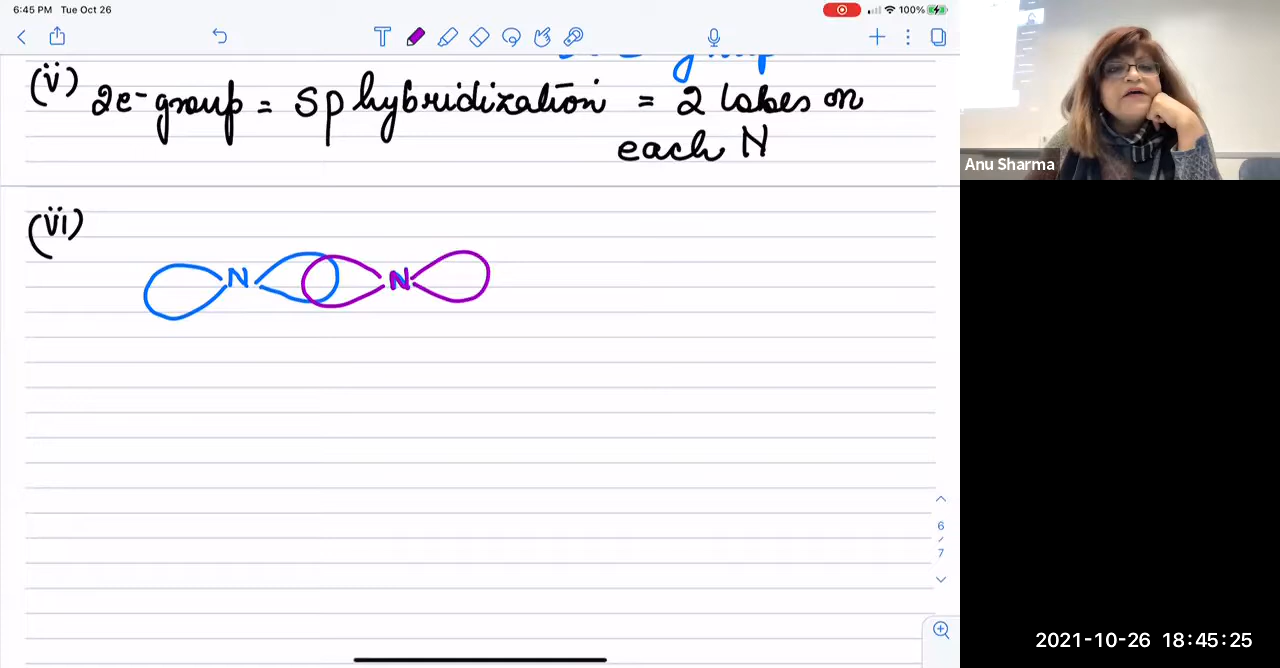 6:45 PM Tue Oct 26
100%
(v) 2e- group = sp hybridization = 2 lobes on
each N
Anu Sharma
(vi)
N N
6
7
2021-10-26 18:45:25